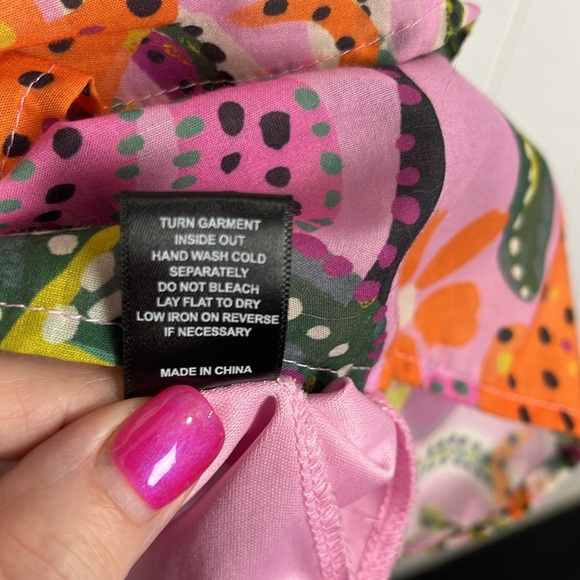 TURN GARMENT
INSIDE OUT
HAND WASH COLD
SEPARATELY
DO NOT BLEACH
LAY FLAT TO DRY
LOW IRON ON REVERSE
IF NECESSARY
MADE IN CHINA